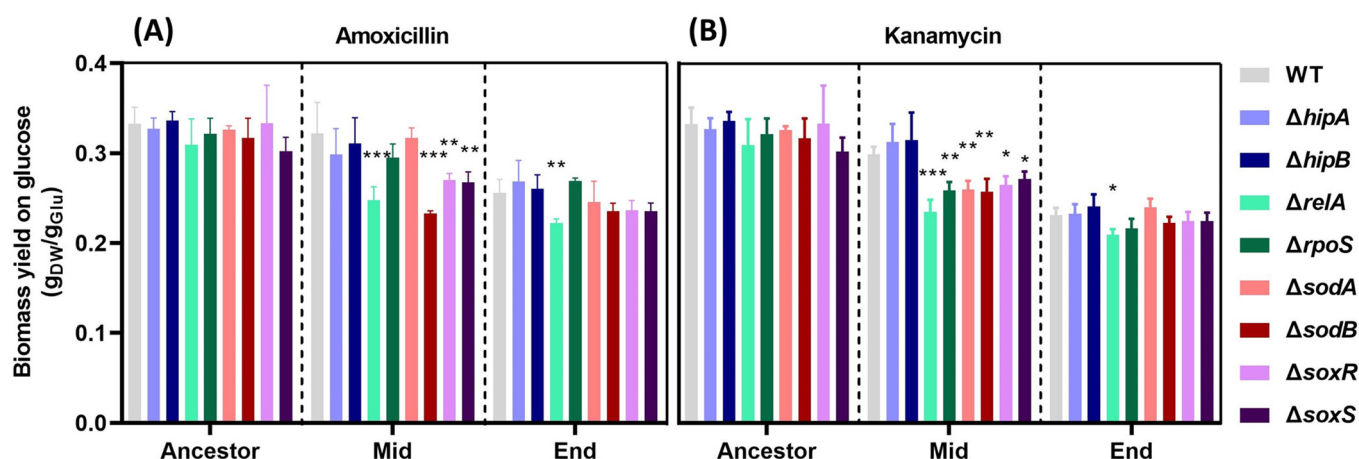 (A)
Amoxicillin
(B)
Kanamycin
Biomass yield on glucose
(gDW/gGlu)
0.4
0.3
0.2
0.1
0.0
***
***
**
**
**
***
**
**
**
*
*
*
Ancestor
Mid
End
Ancestor
Mid
End
WT
ΔhipA
ΔhipB
ΔrelA
ΔrpoS
ΔsodA
ΔsodB
ΔsoxR
ΔsoxS